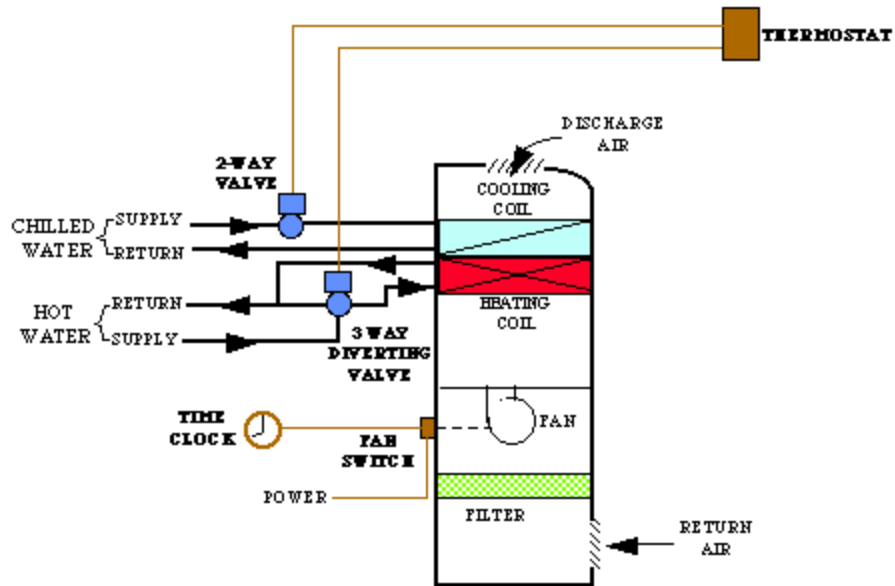 THERMOSTAT
DISCHARGE
AIR
2-WAY
VALVE
COOLING
COIL
CHILLED
WATER
SUPPLY
RETURN
HOT
WATER
RETURN
SUPPLY
HEATING
COIL
3 WAY
DIVERTING
VALVE
TIME
CLOCK
FAN
SWITCH
FAN
POWER
FILTER
RETURN
AIR